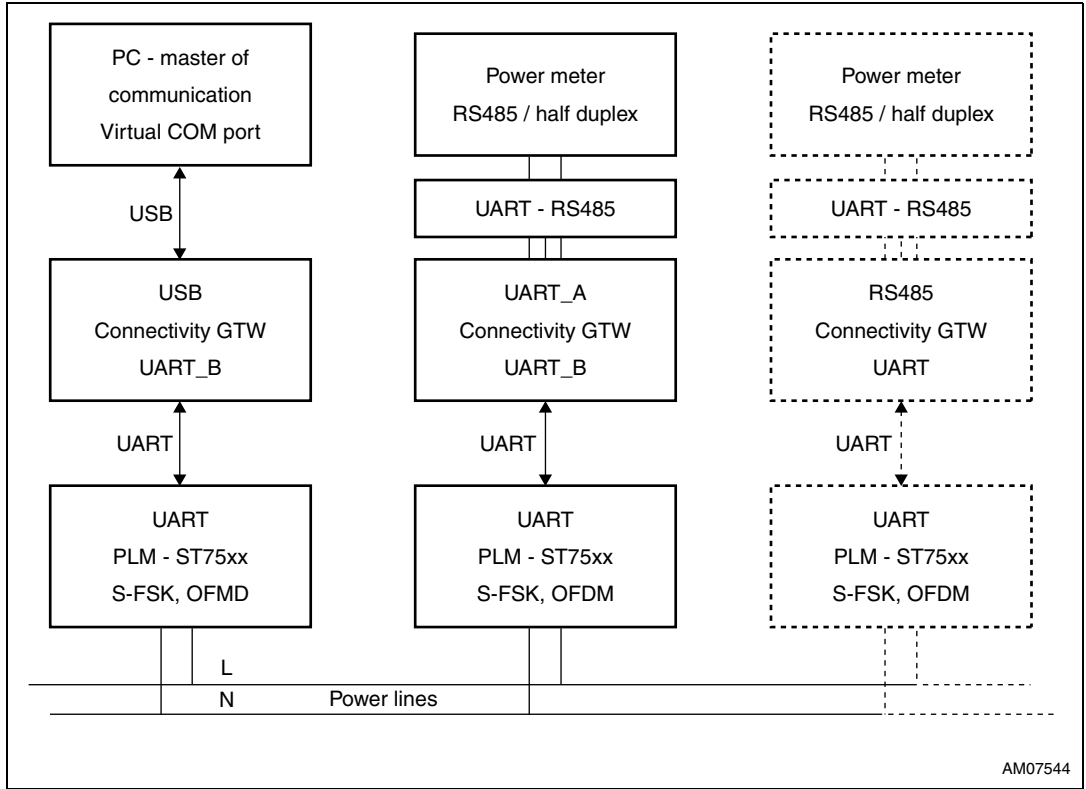 PC - master of
communication
Virtual COM port
USB
USB
Connectivity GTW
UART_B
UART
UART
PLM - ST75xx
S-FSK, OFMD
Power meter
RS485 / half duplex
UART - RS485
UART_A
Connectivity GTW
UART_B
UART
UART
PLM - ST75xx
S-FSK, OFDM
Power meter
RS485 / half duplex
UART - RS485
RS485
Connectivity GTW
UART
UART
UART
PLM - ST75xx
S-FSK, OFDM
L
N Power lines
AM07544